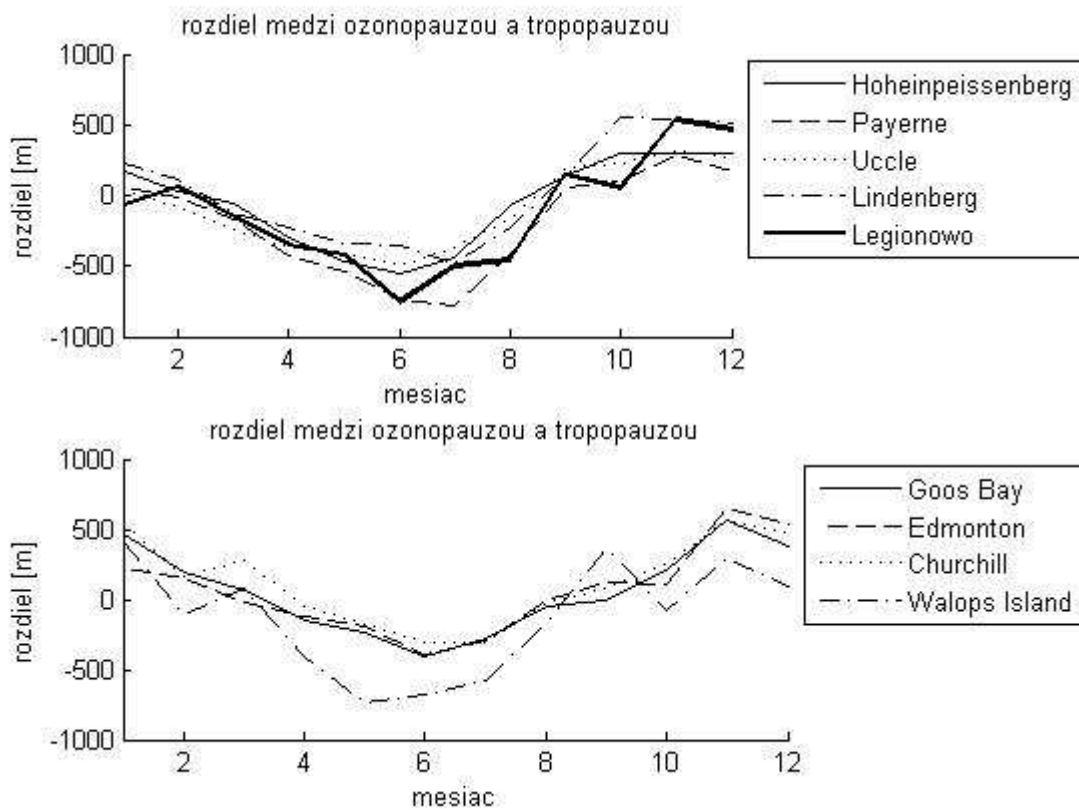 rozdiel medzi ozonopauzou a tropopauzou
1000
500
0
-500
-1000
rozdiel [m]
2
4
6
8
10
12
mesiac
Hoheinpeissenberg
Payerne
Uccle
Lindenberg
Legionowo
rozdiel medzi ozonopauzou a tropopauzou
1000
500
0
-500
-1000
rozdiel [m]
2
4
6
8
10
12
mesiac
Goos Bay
Edmonton
Churchill
Walops Island